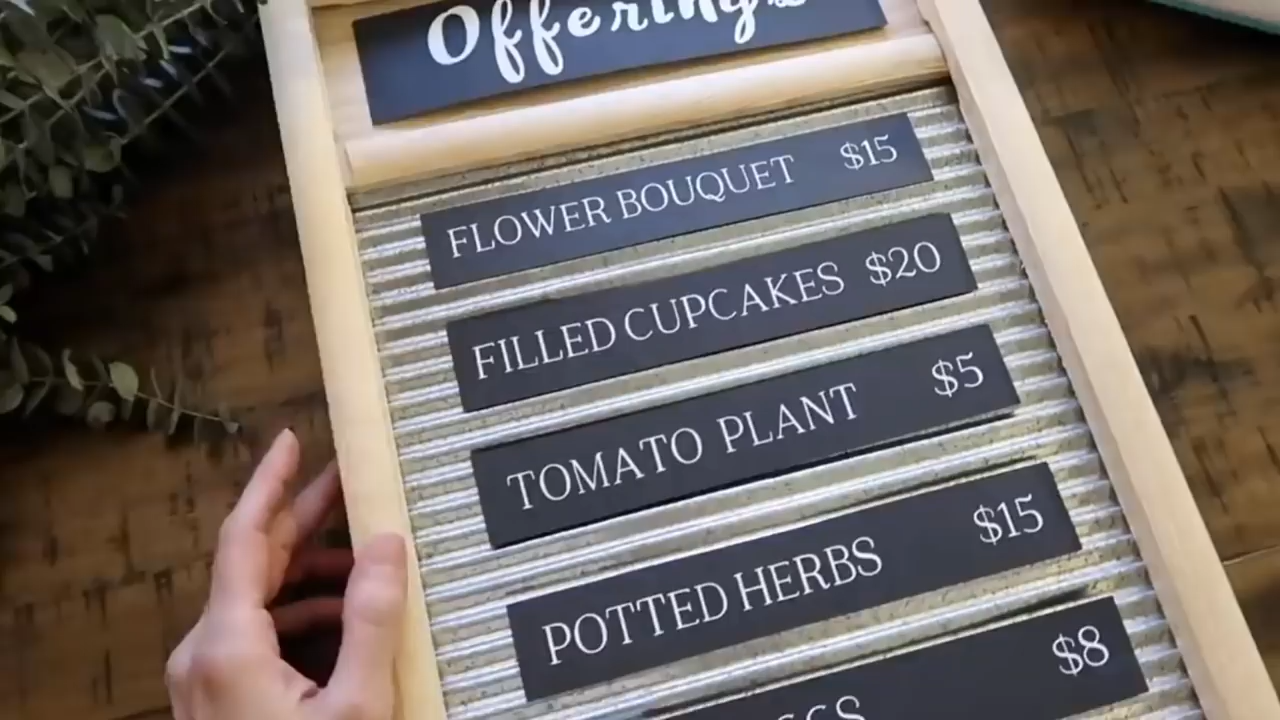 Offerings
FLOWER BOUQUET $15
FILLED CUPCAKES $20
TOMATO PLANT $5
POTTED HERBS $15
$8